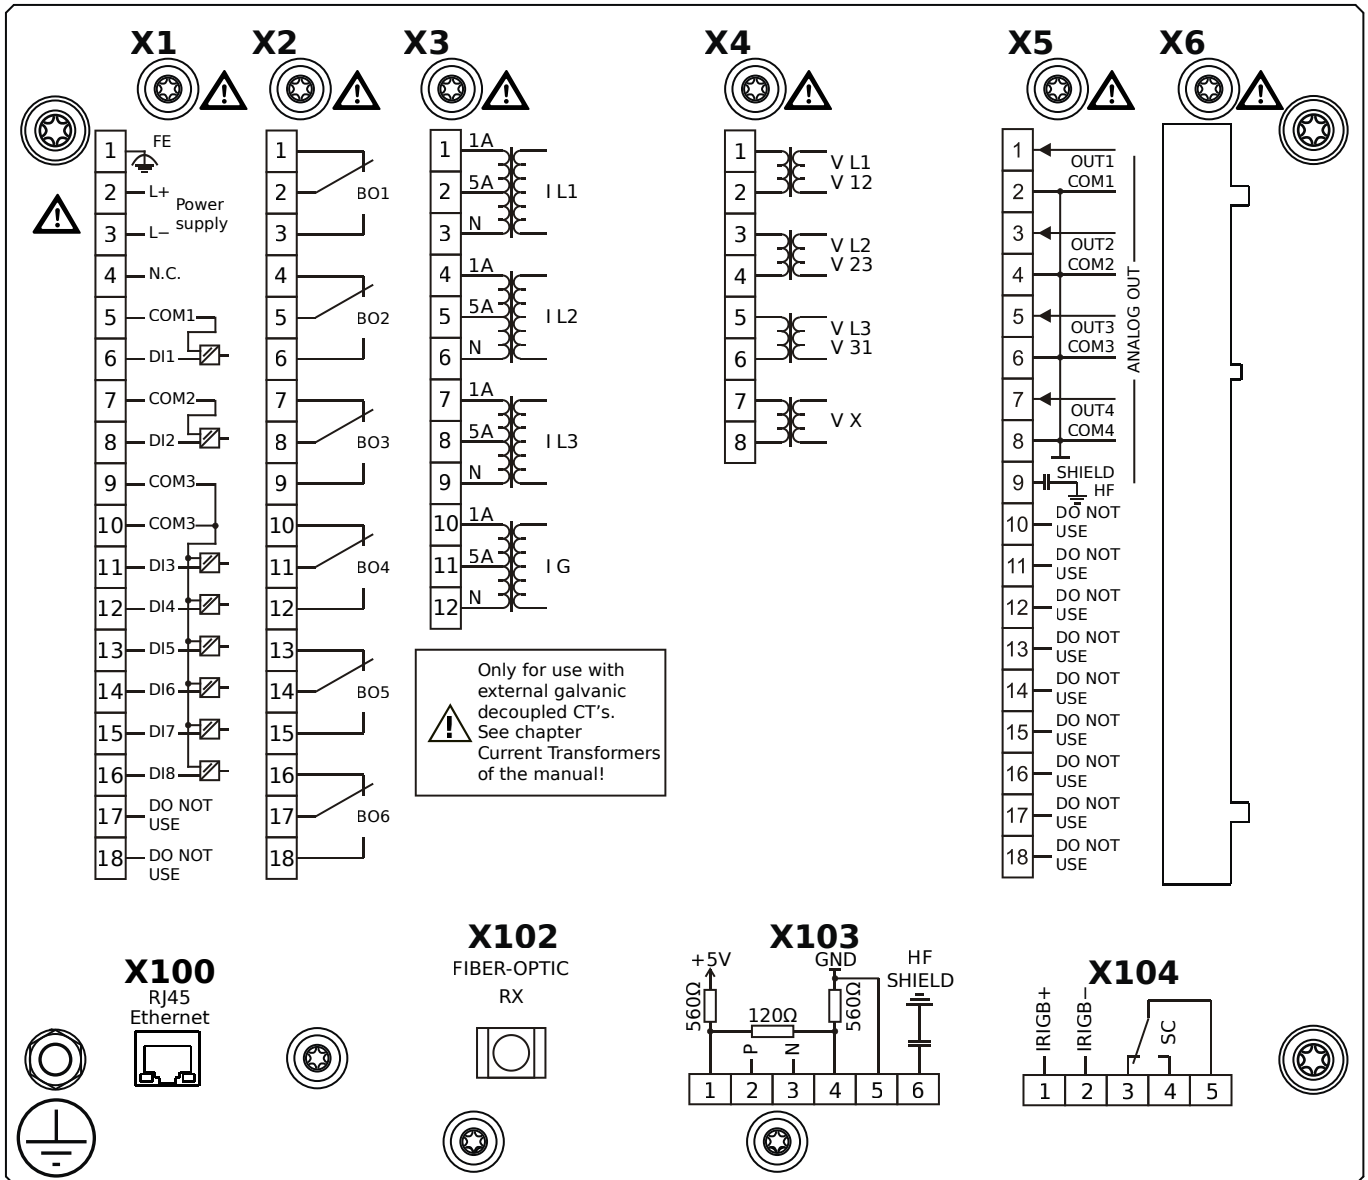 X1 X2 X3 X4 X5 X6
1 FE
2 L+
Power
supply
3 L−
4 N.C.
5 COM1
6 DI1
7 COM2
8 DI2
9 COM3
10 COM3
11 DI3
12 DI4
13 DI5
14 DI6
15 DI7
16 DI8
17 DO NOT
USE
18 DO NOT
USE
1
2 BO1
3
4
5 BO2
6
7
8 BO3
9
10
11 BO4
12
13
14 BO5
15
16
17 BO6
18
1 1A
2 5A I L1
3 N
4 1A
5 5A I L2
6 N
7 1A
8 5A I L3
9 N
10 1A
11 5A I G
12 N
Only for use with
external galvanic
decoupled CT's.
See chapter
Current Transformers
of the manual!
1 V L1
2 V 12
3 V L2
4 V 23
5 V L3
6 V 31
7 V X
8
1 OUT1
2 COM1
3 OUT2
4 COM2
5 OUT3
6 COM3
7 OUT4
8 COM4
ANALOG OUT
9 SHIELD
HF
10 DO NOT
USE
11 DO NOT
USE
12 DO NOT
USE
13 DO NOT
USE
14 DO NOT
USE
15 DO NOT
USE
16 DO NOT
USE
17 DO NOT
USE
18 DO NOT
USE
X100
RJ45
Ethernet
X102
FIBER-OPTIC
RX
X103
+5V GND HF
SHIELD
560Ω 120Ω 560Ω
P N
1 2 3 4 5 6
X104
IRIGB+ IRIGB− SC
1 2 3 4 5